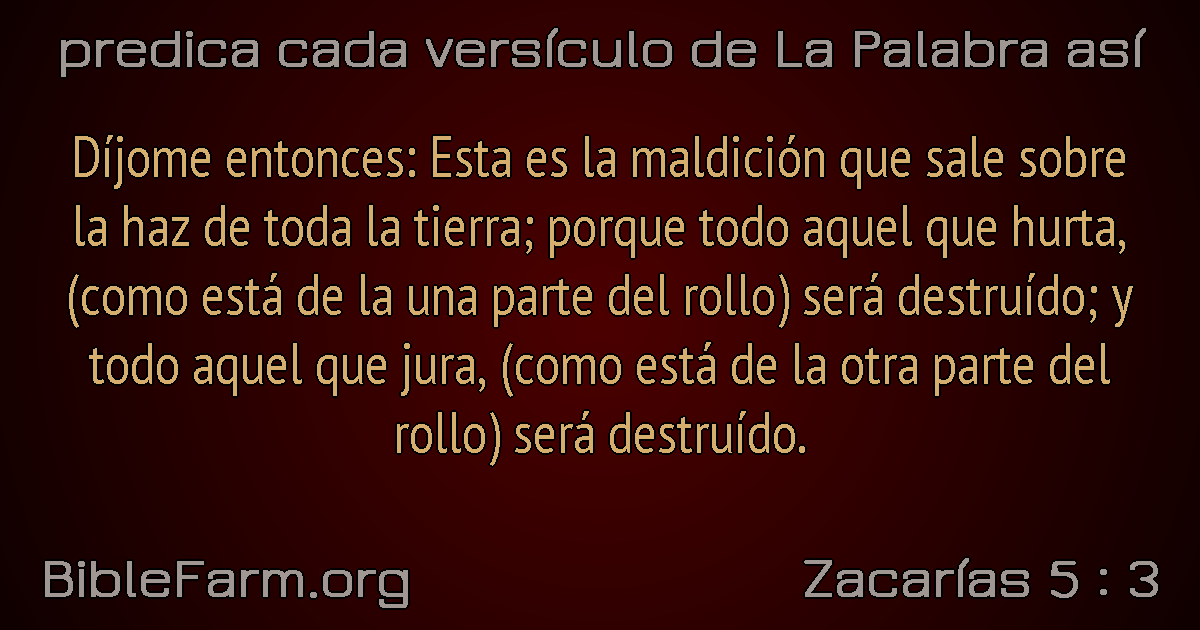 predica cada versículo de La Palabra así
Díjome entonces: Esta es la maldición que sale sobre
la haz de toda la tierra; porque todo aquel que hurta,
(como está de la una parte del rollo) será destruído; y
todo aquel que jura, (como está de la otra parte del
rollo) será destruído.
BibleFarm.org
Zacarías 5 : 3